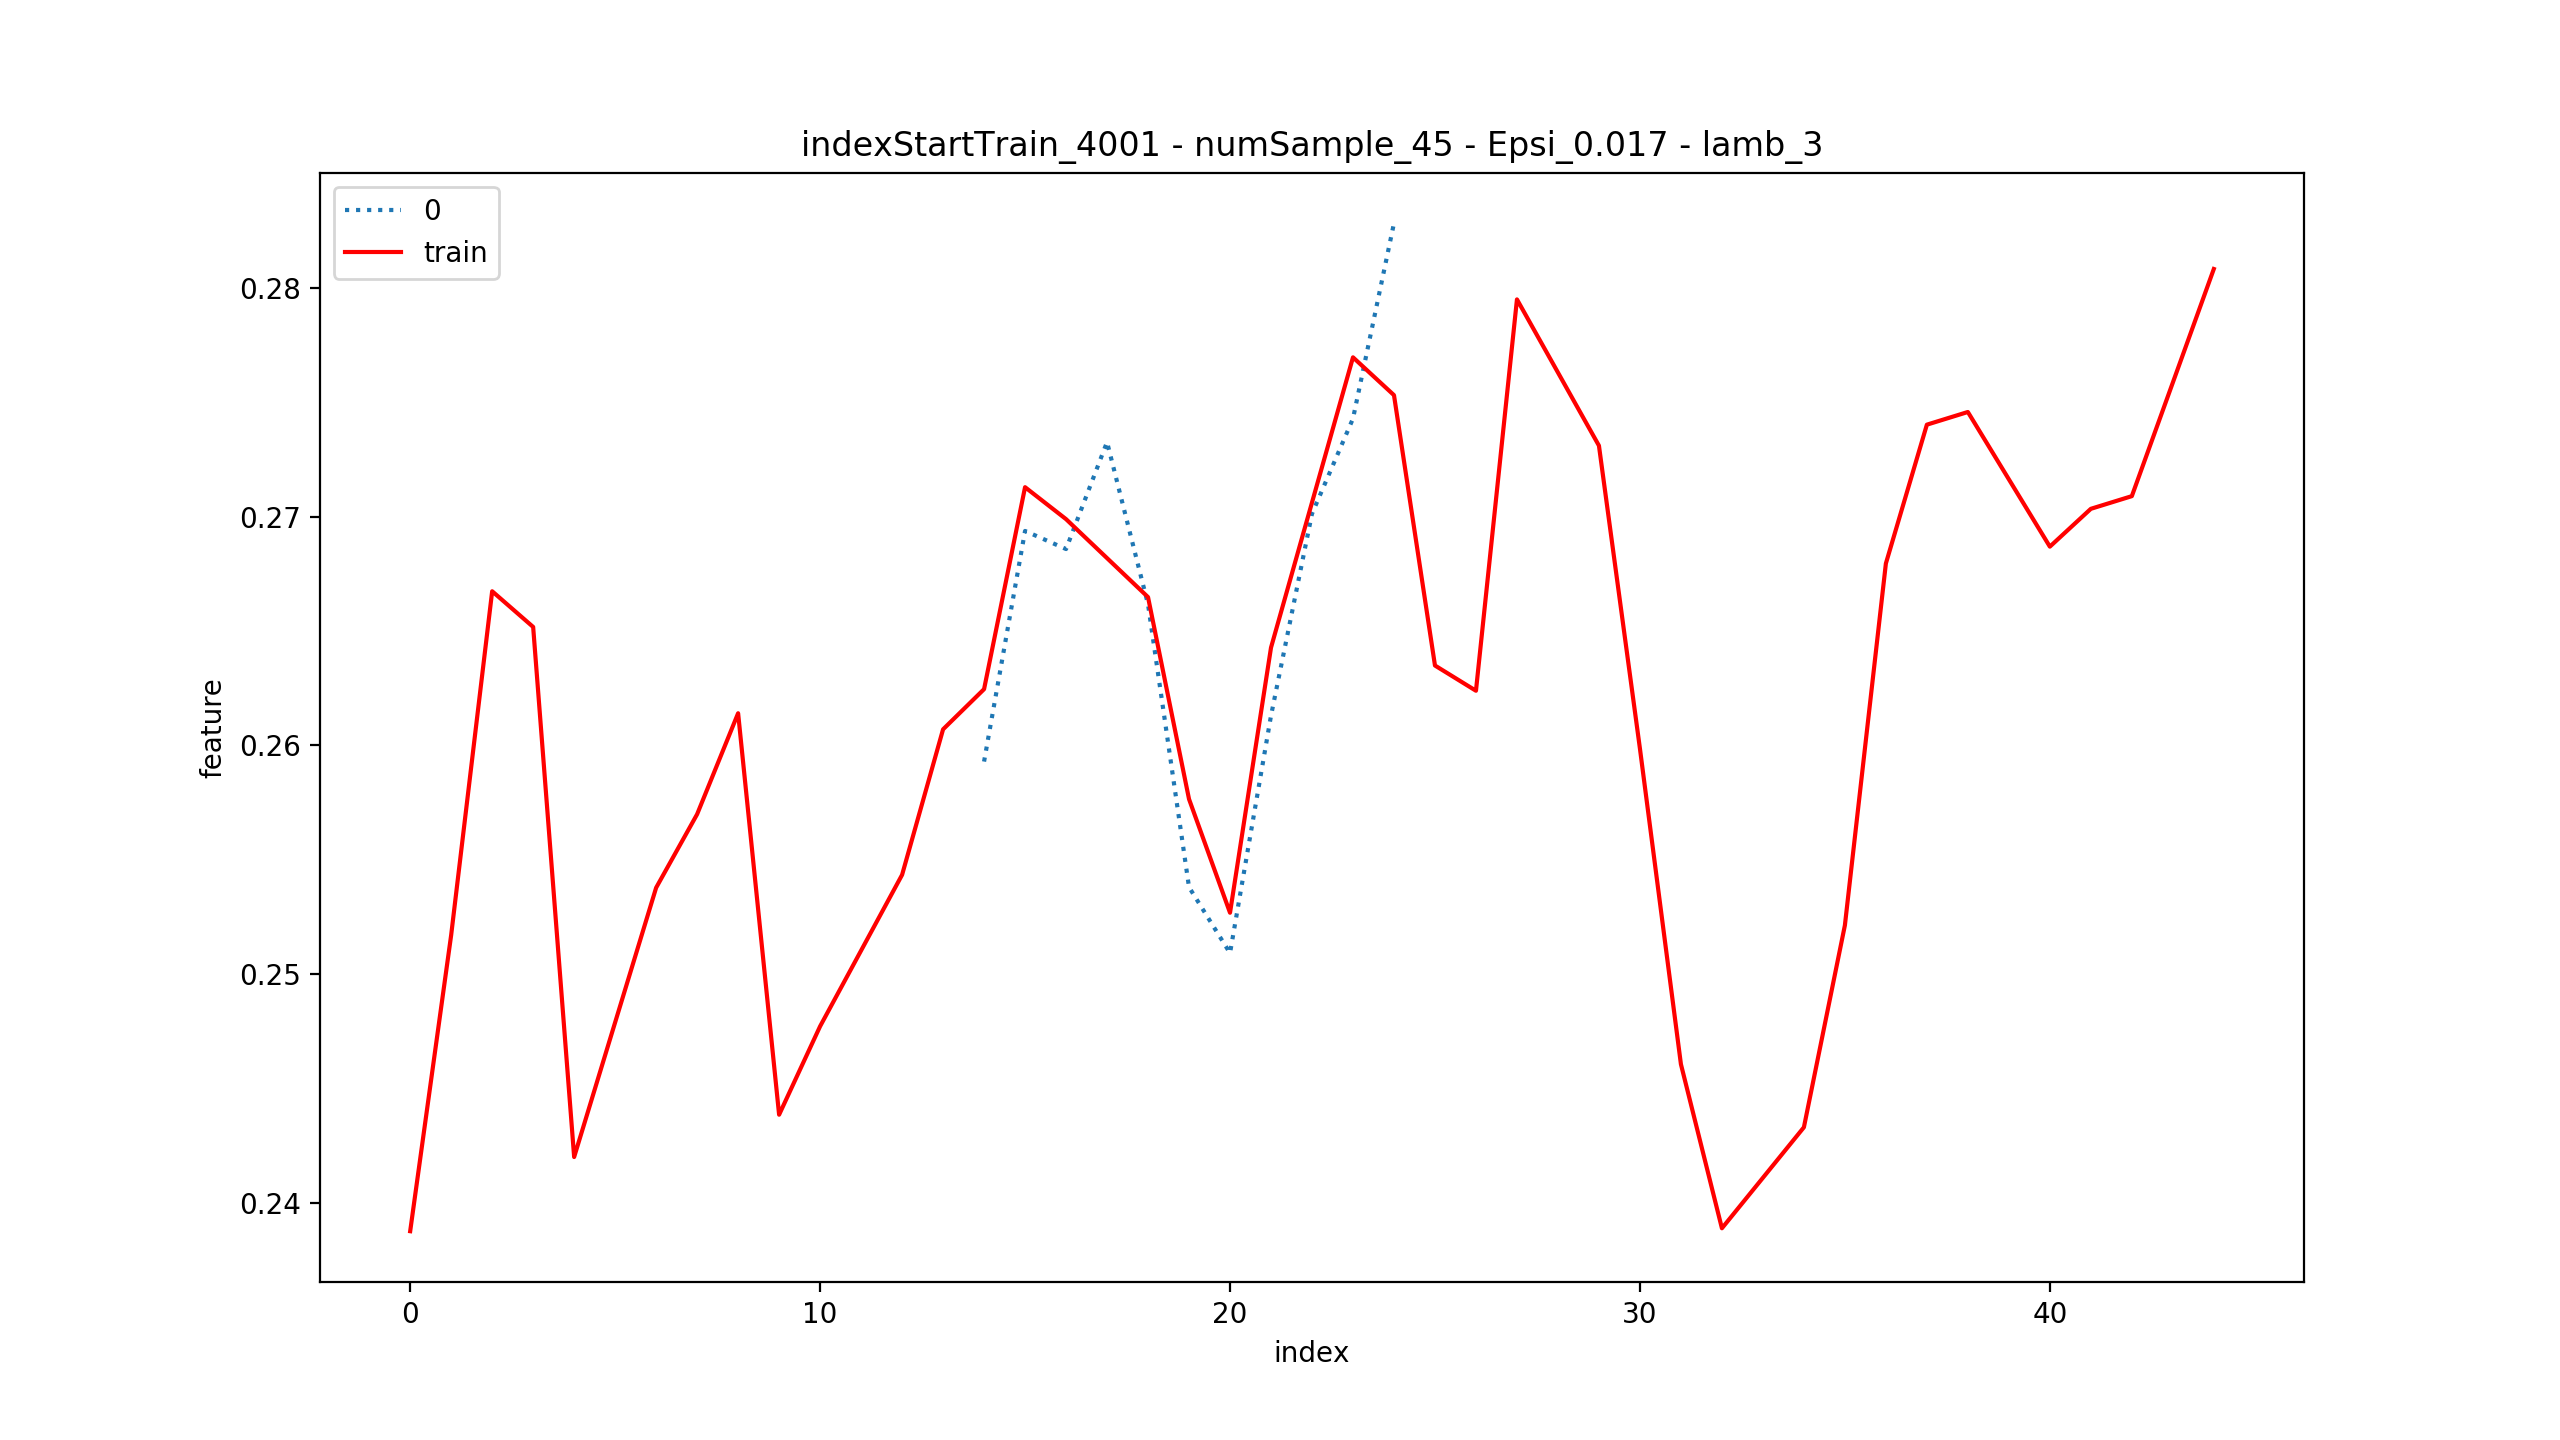 indexStartTrain_4001 - numSample_45 - Epsi_0.017 - lamb_3
0
train
0.28
0.27
0.26
0.25
0.24
feature
0 10 20 30 40
index